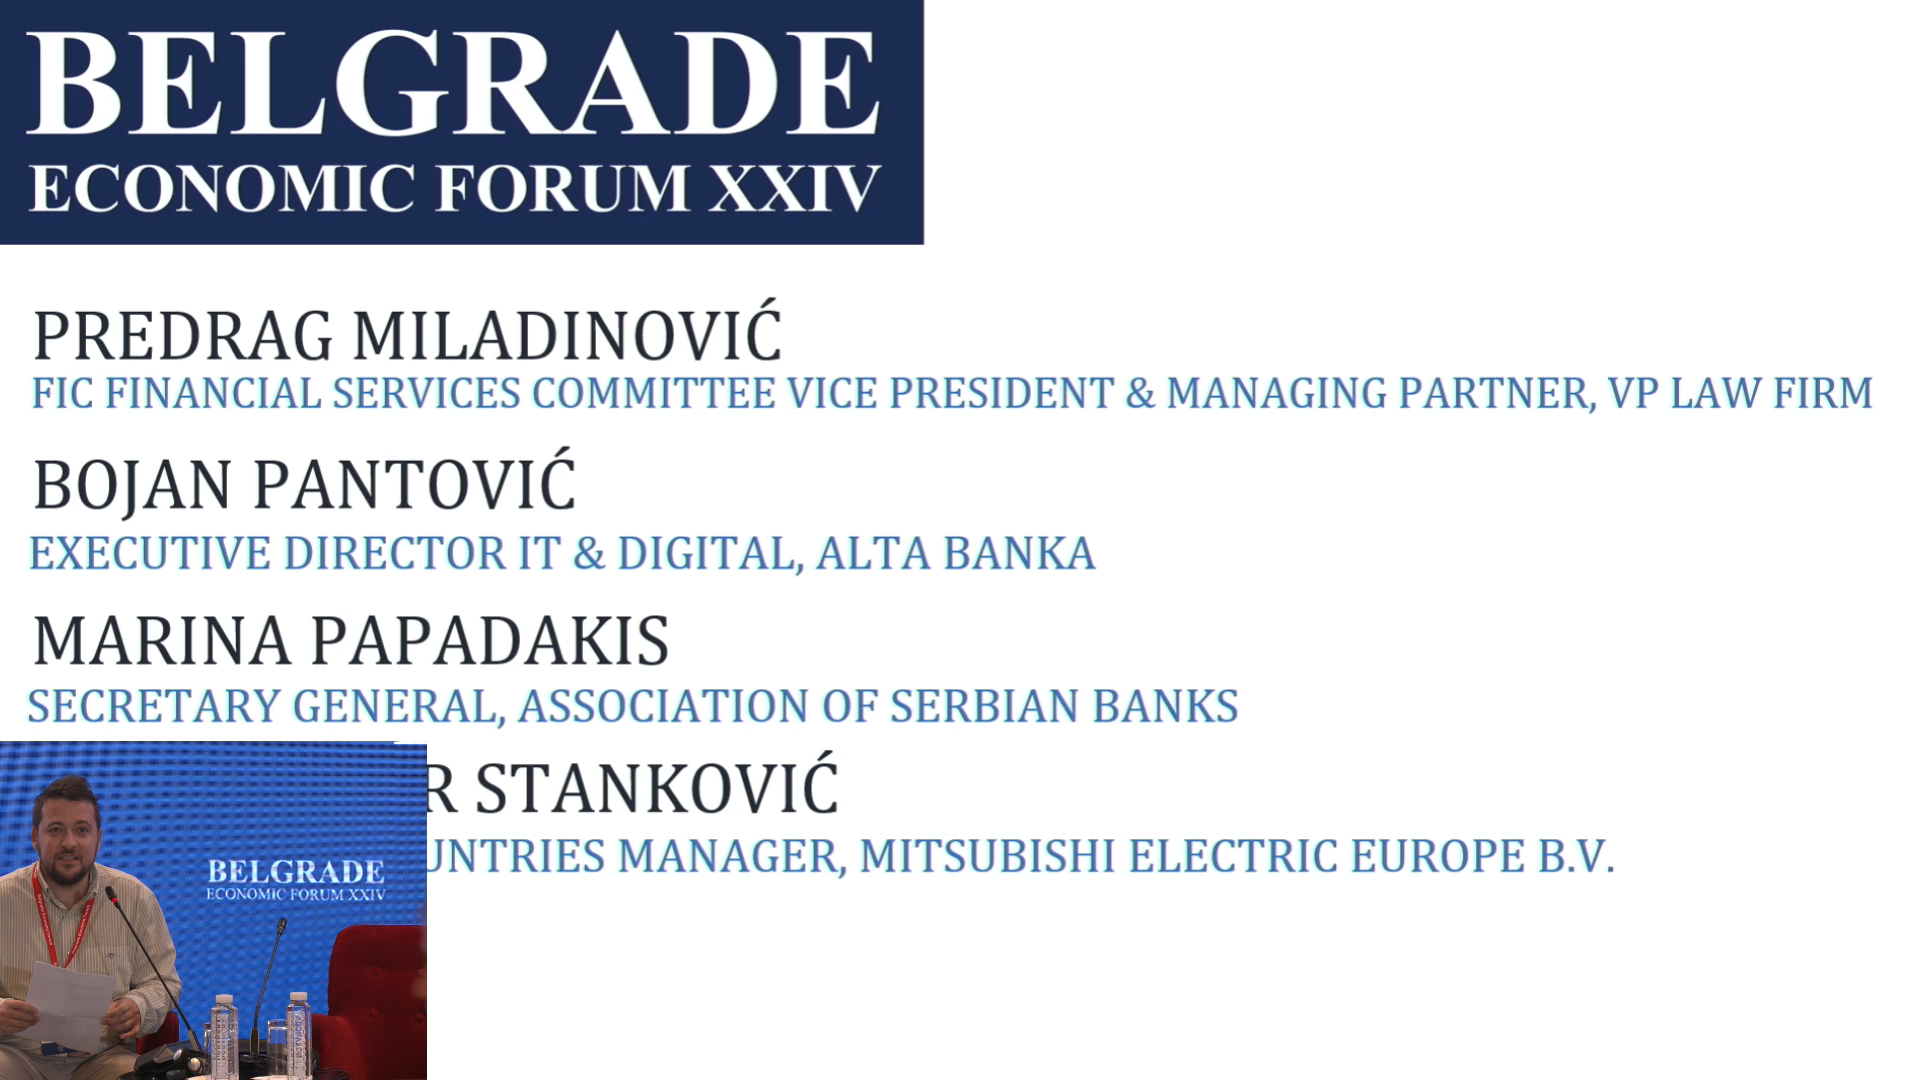 BELGRADE
ECONOMIC FORUM XXIV
PREDRAG MILADINOVIĆ
FIC FINANCIAL SERVICES COMMITTEE VICE PRESIDENT & MANAGING PARTNER, VP LAW FIRM
BOJAN PANTOVIĆ
EXECUTIVE DIRECTOR IT & DIGITAL, ALTA BANKA
MARINA PAPADAKIS
SECRETARY GENERAL, ASSOCIATION OF SERBIAN BANKS
R STANKOVIĆ
UNTRIES MANAGER, MITSUBISHI ELECTRIC EUROPE B.V.
BELGRADE
ECONOMIC FORUM XXIV